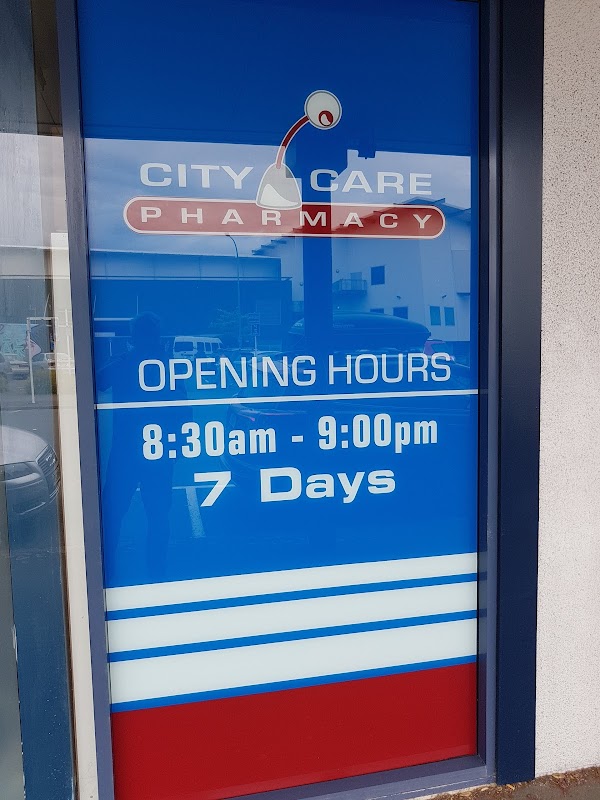 CITY CARE
PHARMACY
OPENING HOURS
8:30am - 9:00pm
7 Days